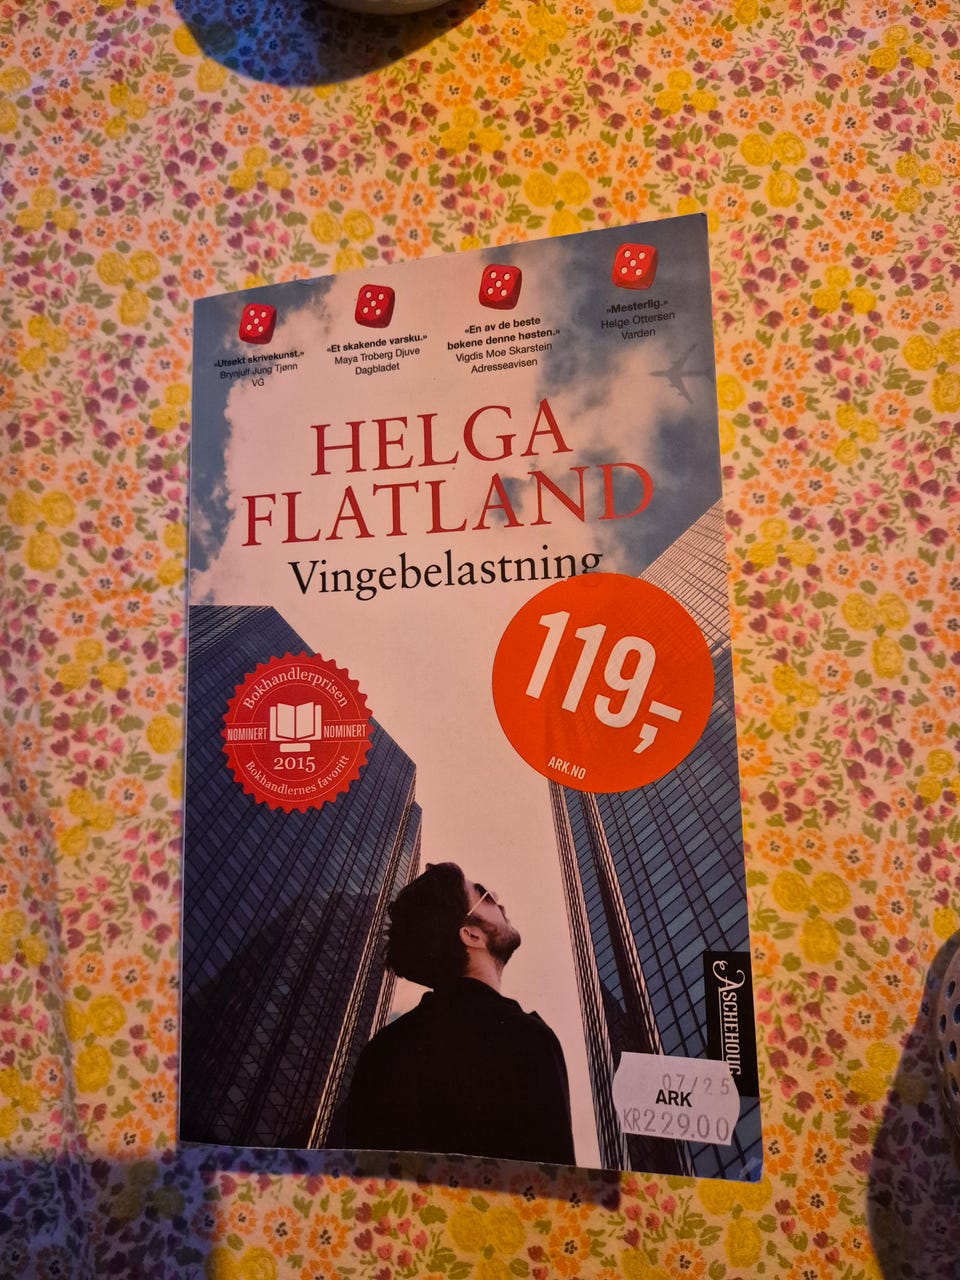 «Utsøkt skrivekunst.»
Brynjulf Jung Tjønn
VG
«Et skakende varsku.»
Maya Troberg Djuve
Dagbladet
«En av de beste
bøkene denne høsten.»
Vigdis Moe Skarstein
Adresseavisen
«Mesterlig.»
Helge Ottersen
Varden
HELGA
FLATLAND
Vingebelastning
119,-
ARK.NO
Bokhandlerprisen
NOMINERT NOMINERT
2015
Bokhandlernes favoritt
ASCHEHOUG
07/25
ARK
KR229.00